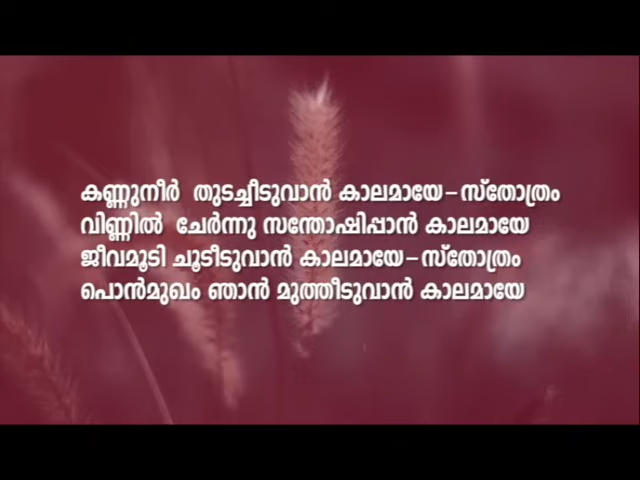 കണ്ണുനീർ തുടച്ചീടുവാൻ കാലമായേ-സ്തോത്രം
വിണ്ണിൽ ചേർന്നു സന്തോഷിപ്പാൻ കാലമായേ
ജീവമൂടി ചൂടീടുവാൻ കാലമായേ-സ്തോത്രം
പൊൻമുഖം ഞാൻ മുത്തീടുവാൻ കാലമായേ